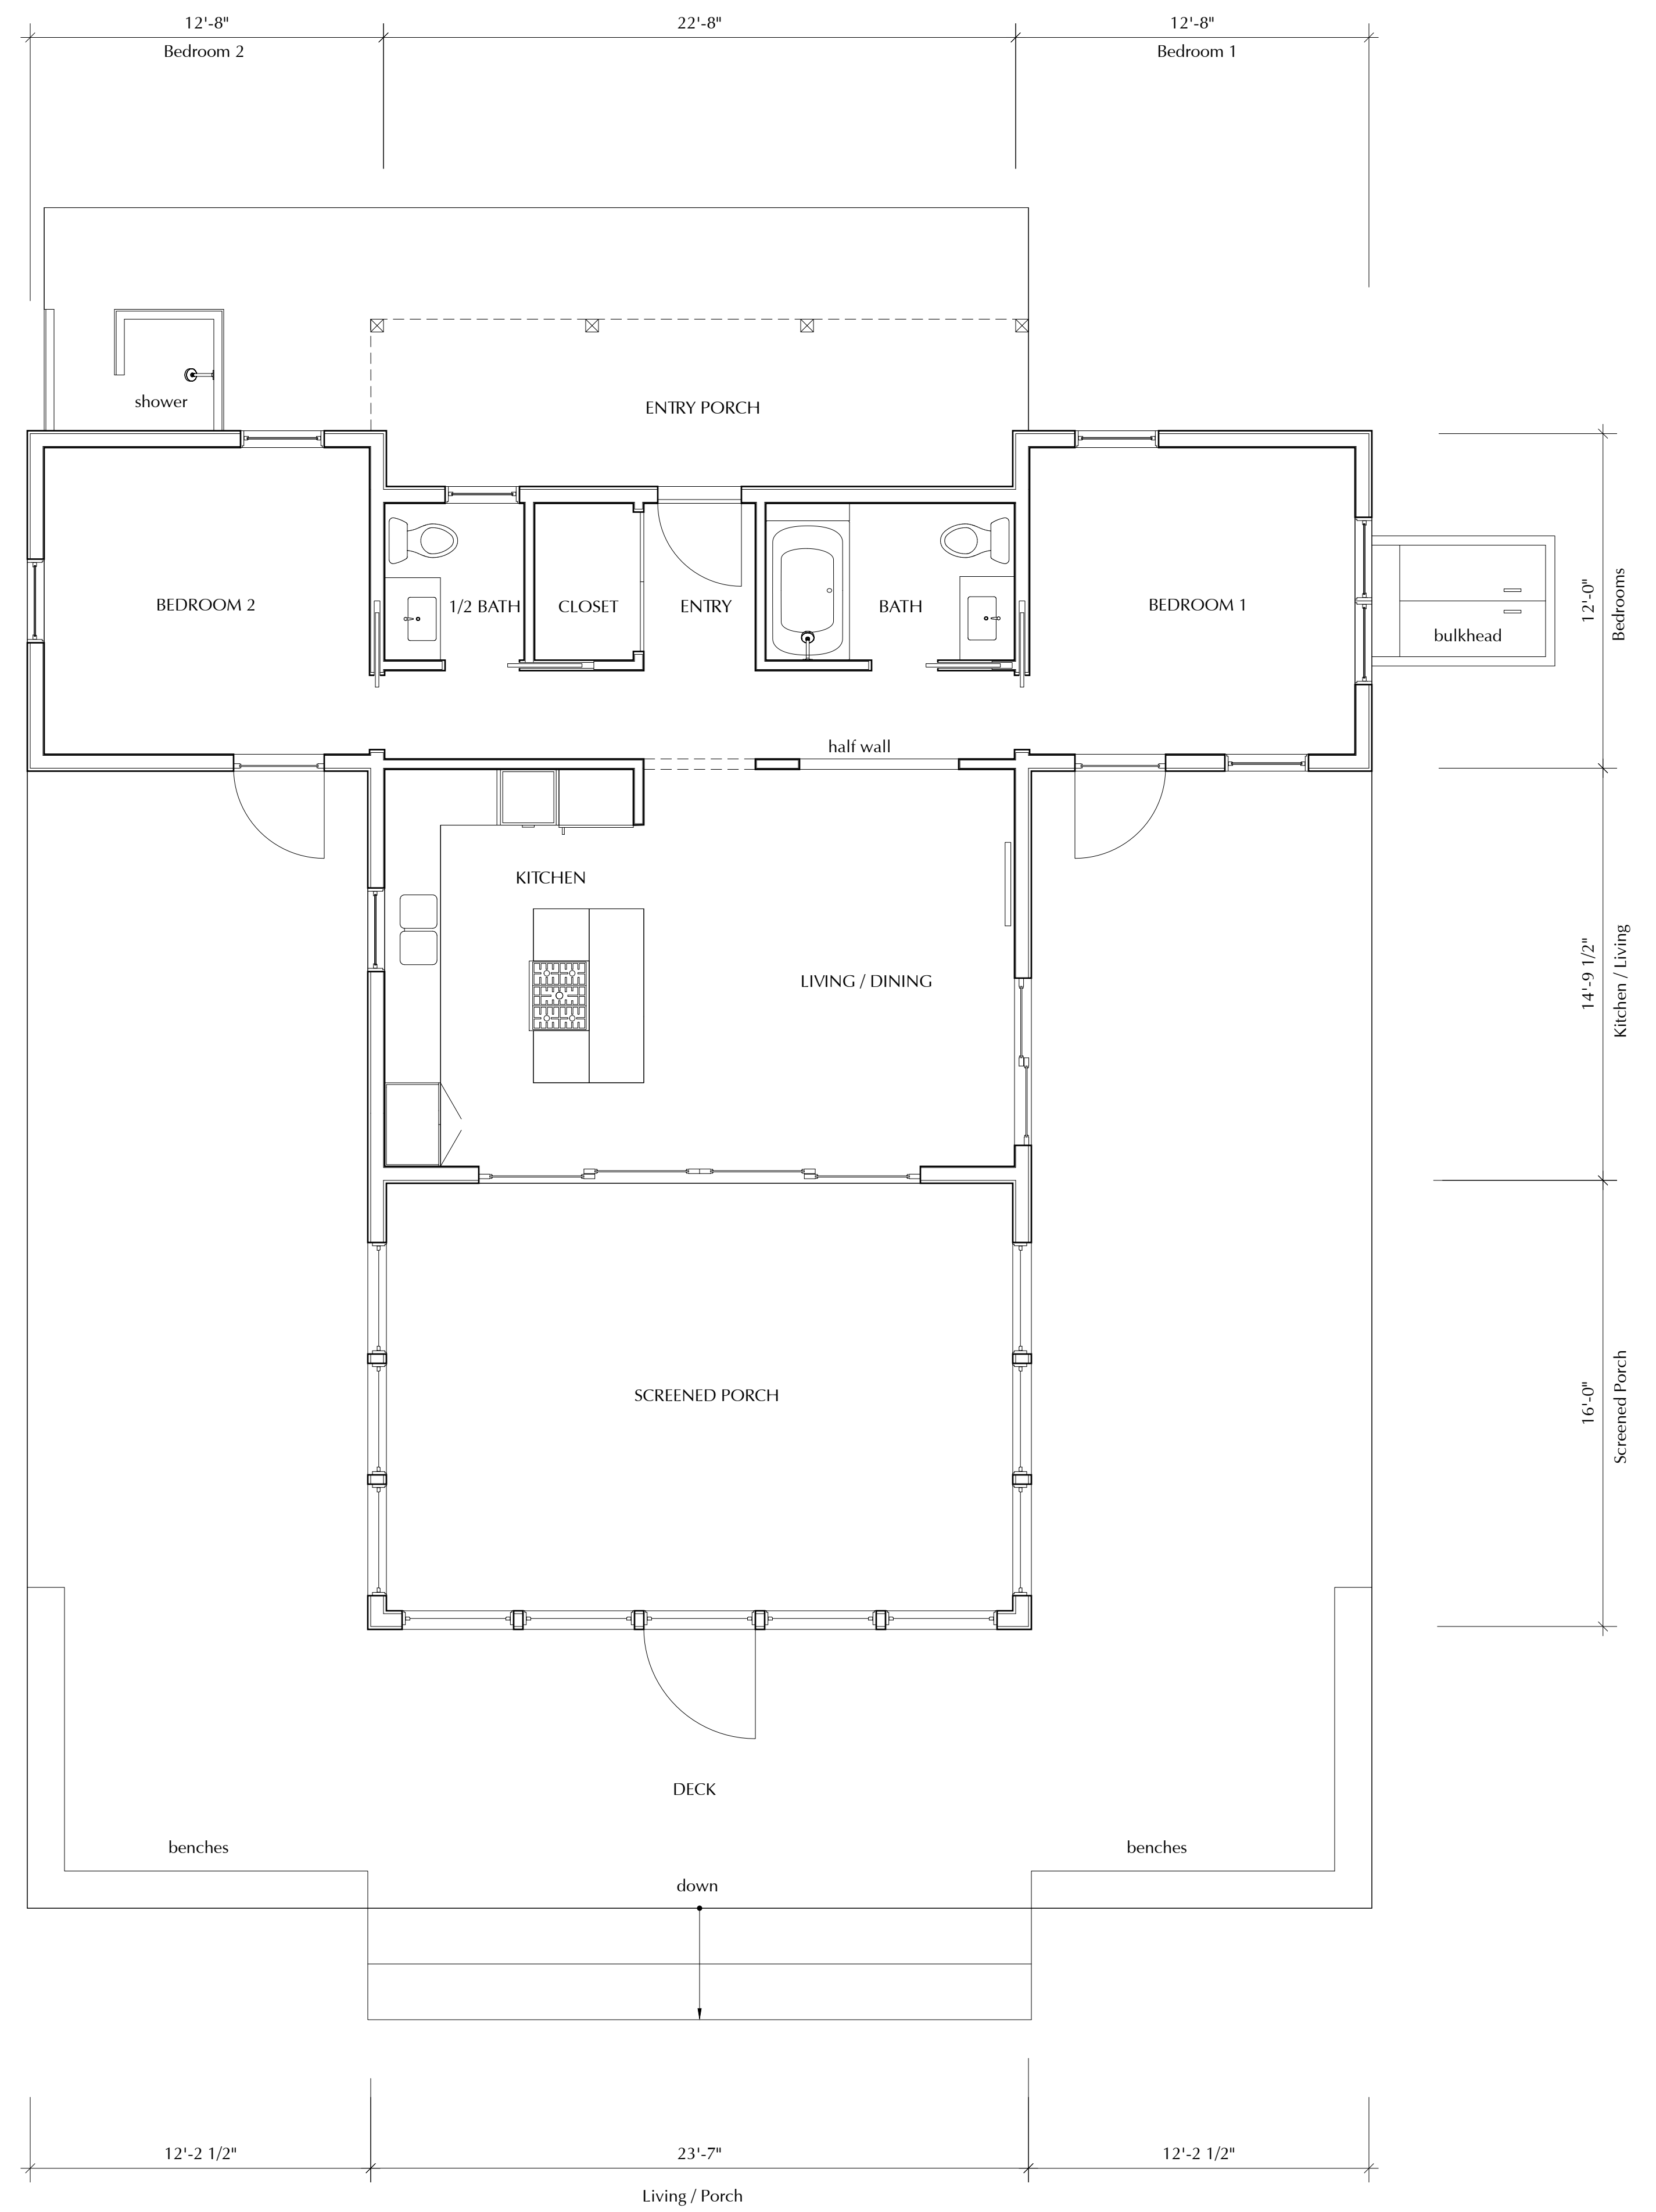 12'-8" 22'-8" 12'-8"
Bedroom 2 Bedroom 1
shower
ENTRY PORCH
BEDROOM 2 1/2 BATH CLOSET ENTRY BATH BEDROOM 1
bulkhead
12'-0"
Bedrooms
half wall
KITCHEN
LIVING / DINING
14'-9 1/2"
Kitchen / Living
SCREENED PORCH
16'-0"
Screened Porch
DECK
benches benches
down
12'-2 1/2" 23'-7" 12'-2 1/2"
Living / Porch